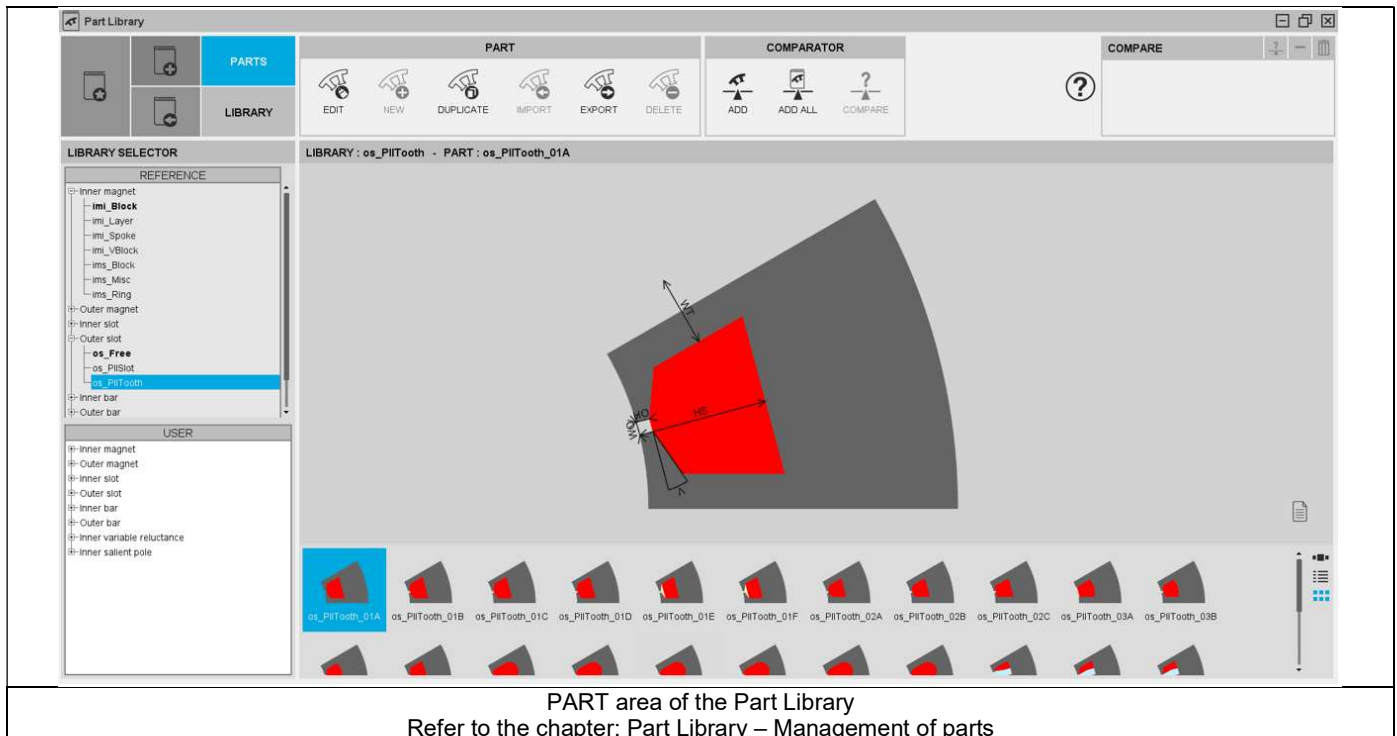 Part Library
PARTS
LIBRARY
PART
EDIT
NEW
DUPLICATE
IMPORT
EXPORT
DELETE
COMPARATOR
ADD
ADD ALL
?
COMPARE
?
COMPARE
?
LIBRARY SELECTOR
REFERENCE
Inner magnet
imi_Block
imi_Layer
imi_Spoke
imi_VBlock
ims_Block
ims_Misc
ims_Ring
Outer magnet
Inner slot
Outer slot
os_Free
os_PllSlot
os_PllTooth
Inner bar
Outer bar
USER
Inner magnet
Outer magnet
Inner slot
Outer slot
Inner bar
Outer bar
Inner variable reluctance
Inner salient pole
LIBRARY : os_PllTooth - PART : os_PllTooth_01A
WT
HO
WO
HS
V
os_PllTooth_01A os_PllTooth_01B os_PllTooth_01C os_PllTooth_01D os_PllTooth_01E os_PllTooth_01F os_PllTooth_02A os_PllTooth_02B os_PllTooth_02C os_PllTooth_03A os_PllTooth_03B
PART area of the Part Library
Refer to the chapter: Part Library – Management of parts